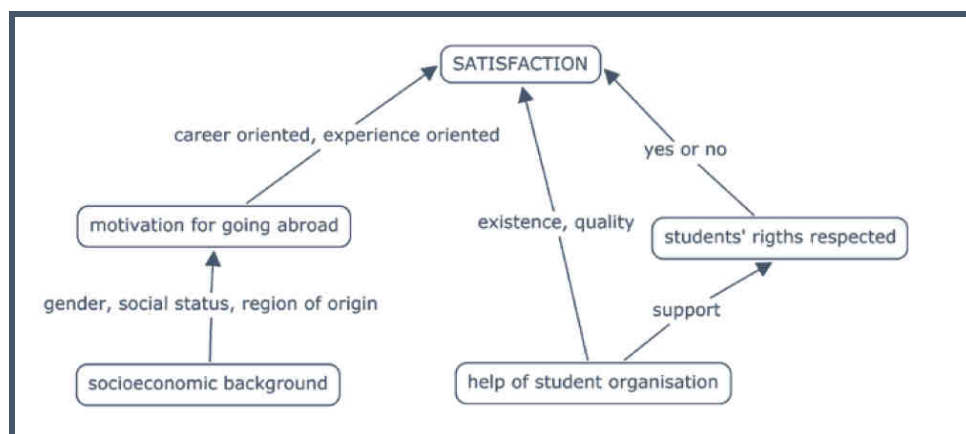 SATISFACTION
career oriented, experience oriented
yes or no
motivation for going abroad
existence, quality
students' rigths respected
gender, social status, region of origin
support
socioeconomic background
help of student organisation